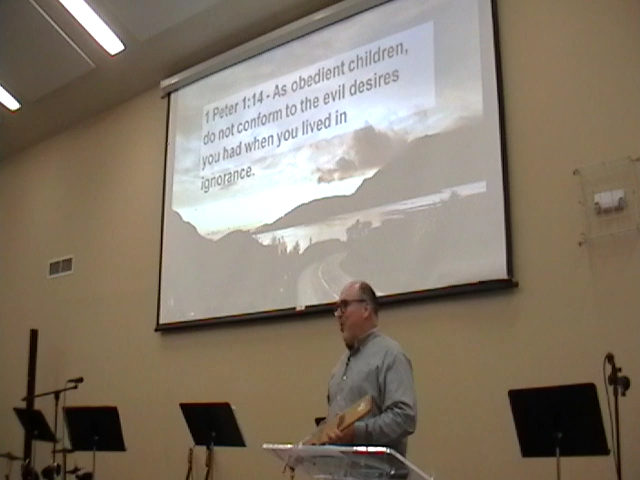 1 Peter 1:14 - As obedient children,
do not conform to the evil desires
you had when you lived in
ignorance.